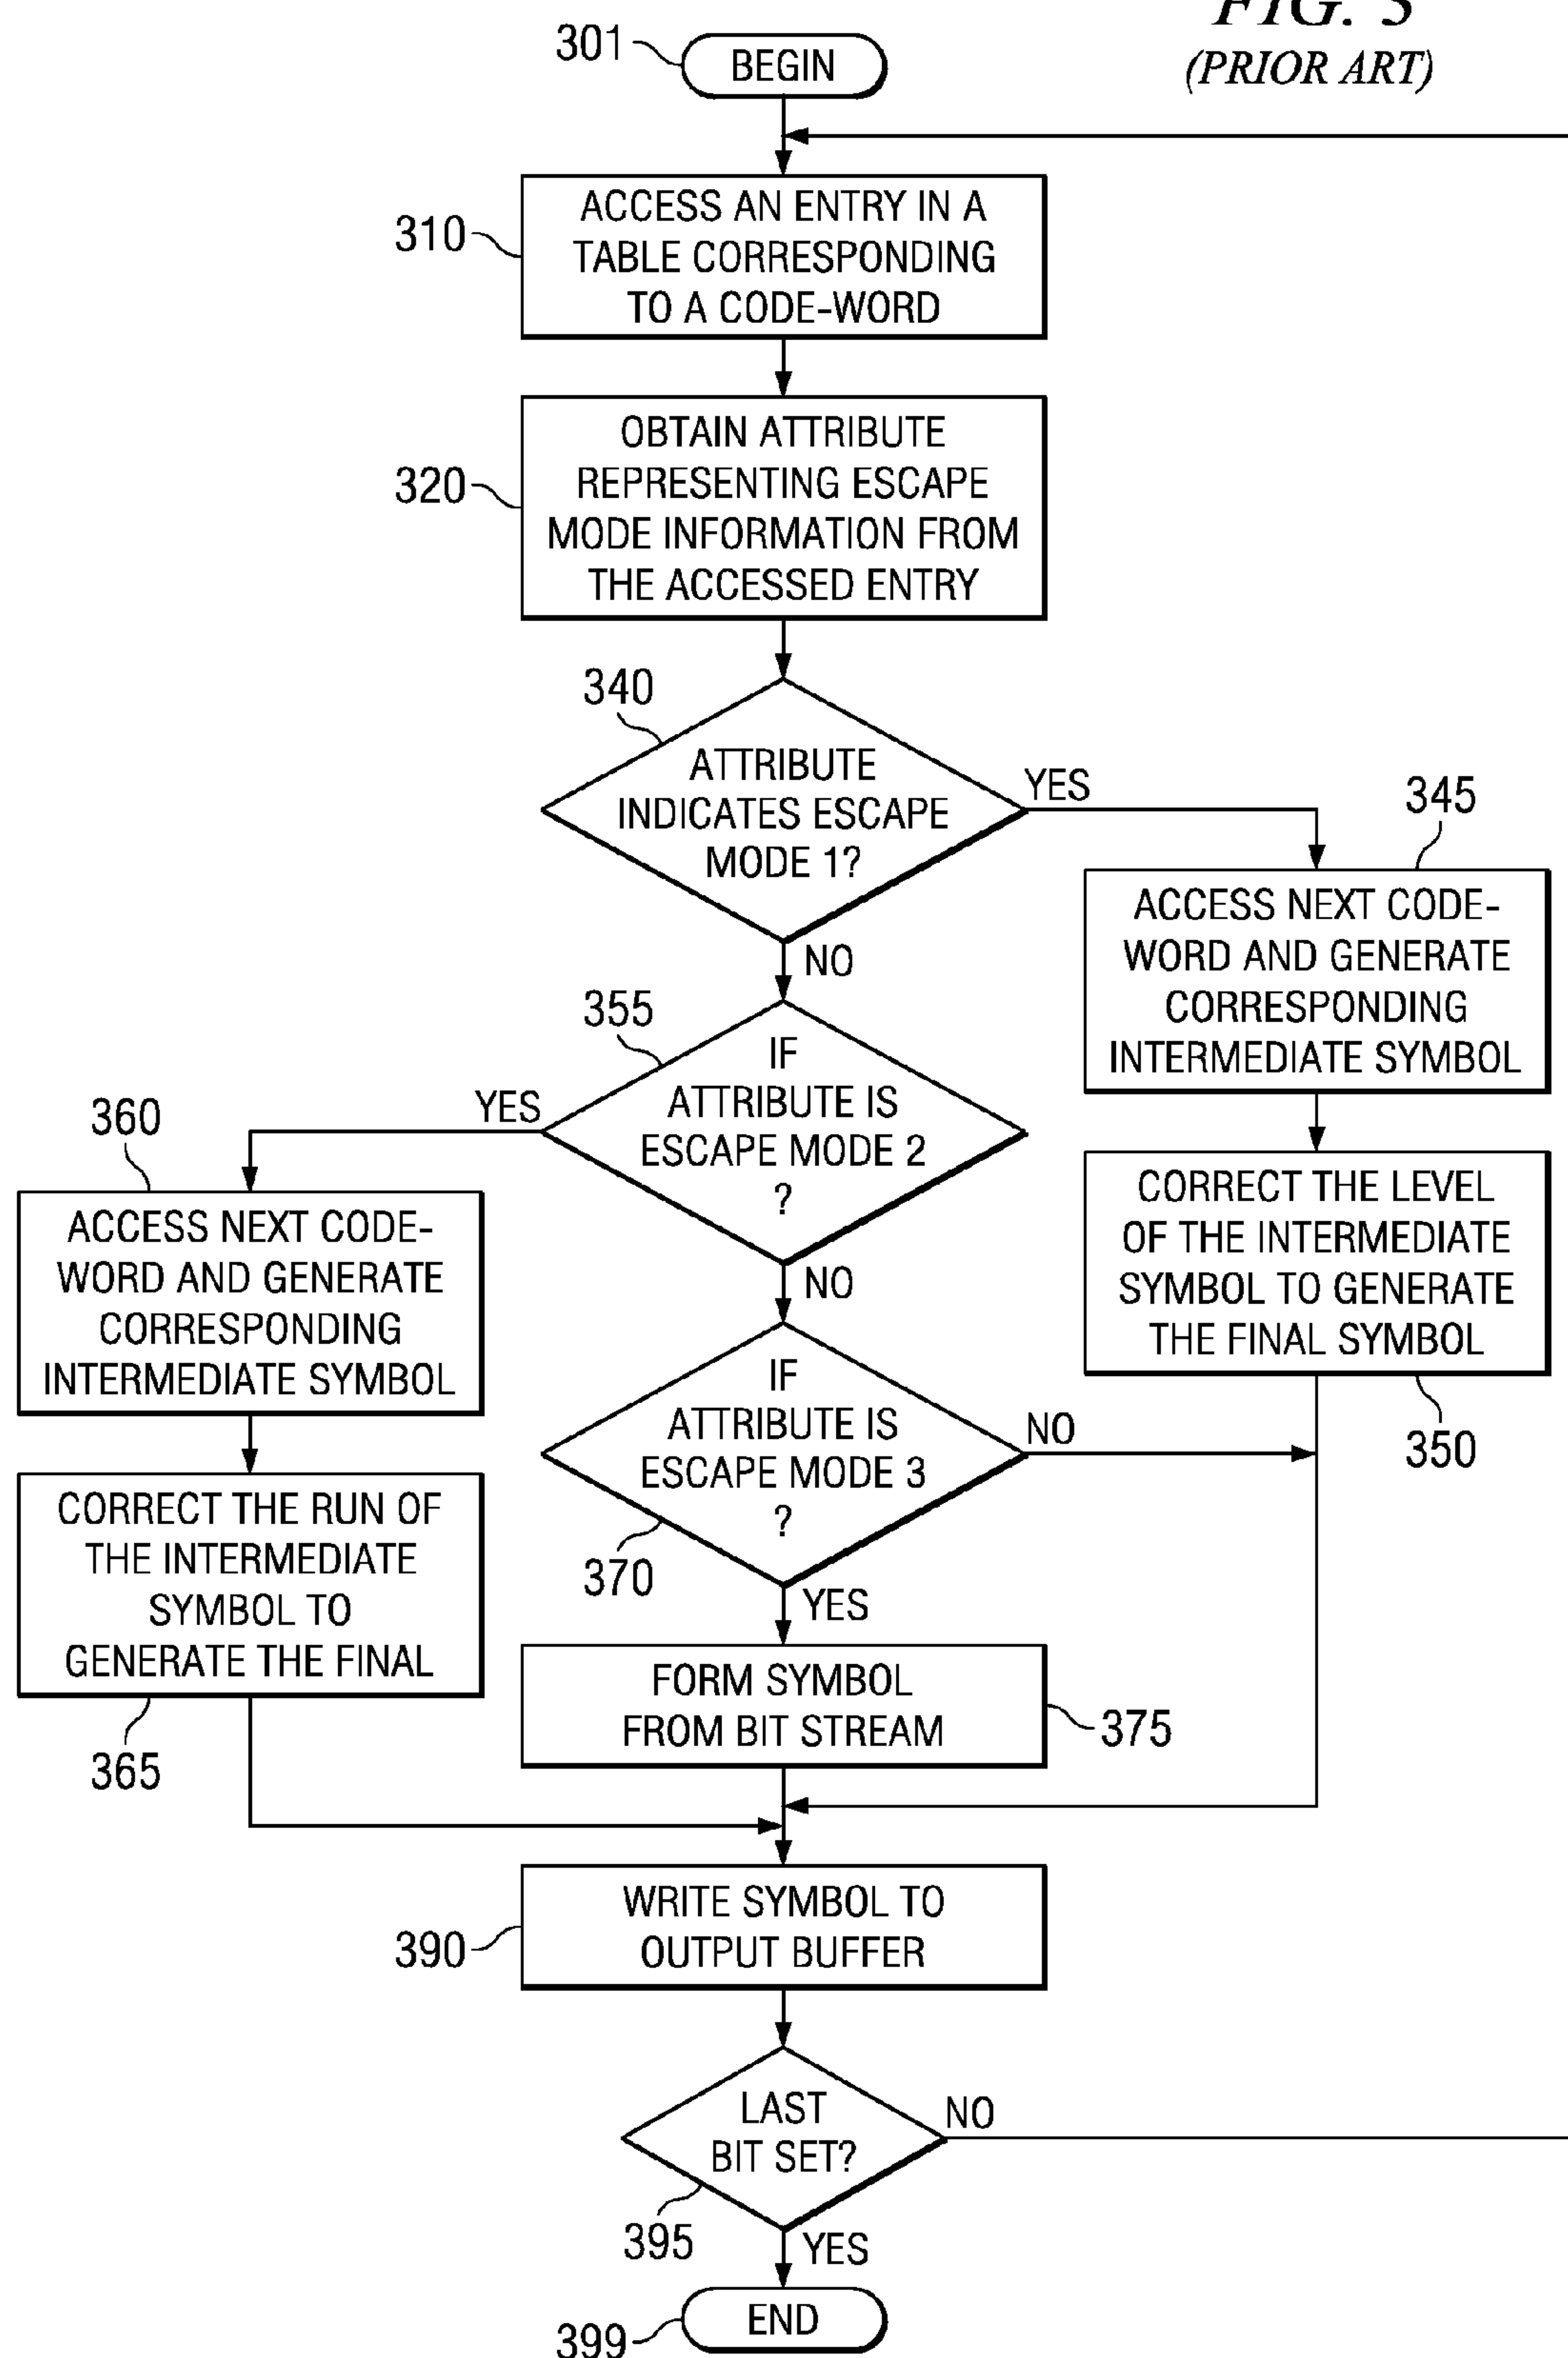 FIG. 3
(PRIOR ART)
301
BEGIN
310
ACCESS AN ENTRY IN A
TABLE CORRESPONDING
TO A CODE-WORD
320
OBTAIN ATTRIBUTE
REPRESENTING ESCAPE
MODE INFORMATION FROM
THE ACCESSED ENTRY
340
ATTRIBUTE
INDICATES ESCAPE
MODE 1?
YES
NO
345
ACCESS NEXT CODE-
WORD AND GENERATE
CORRESPONDING
INTERMEDIATE SYMBOL
355
IF
ATTRIBUTE IS
ESCAPE MODE 2
?
YES
NO
360
ACCESS NEXT CODE-
WORD AND GENERATE
CORRESPONDING
INTERMEDIATE SYMBOL
CORRECT THE LEVEL
OF THE INTERMEDIATE
SYMBOL TO GENERATE
THE FINAL SYMBOL
350
IF
ATTRIBUTE IS
ESCAPE MODE 3
?
NO
370
YES
CORRECT THE RUN OF
THE INTERMEDIATE
SYMBOL TO
GENERATE THE FINAL
365
FORM SYMBOL
FROM BIT STREAM
375
390
WRITE SYMBOL TO
OUTPUT BUFFER
LAST
BIT SET?
NO
395
YES
399
END